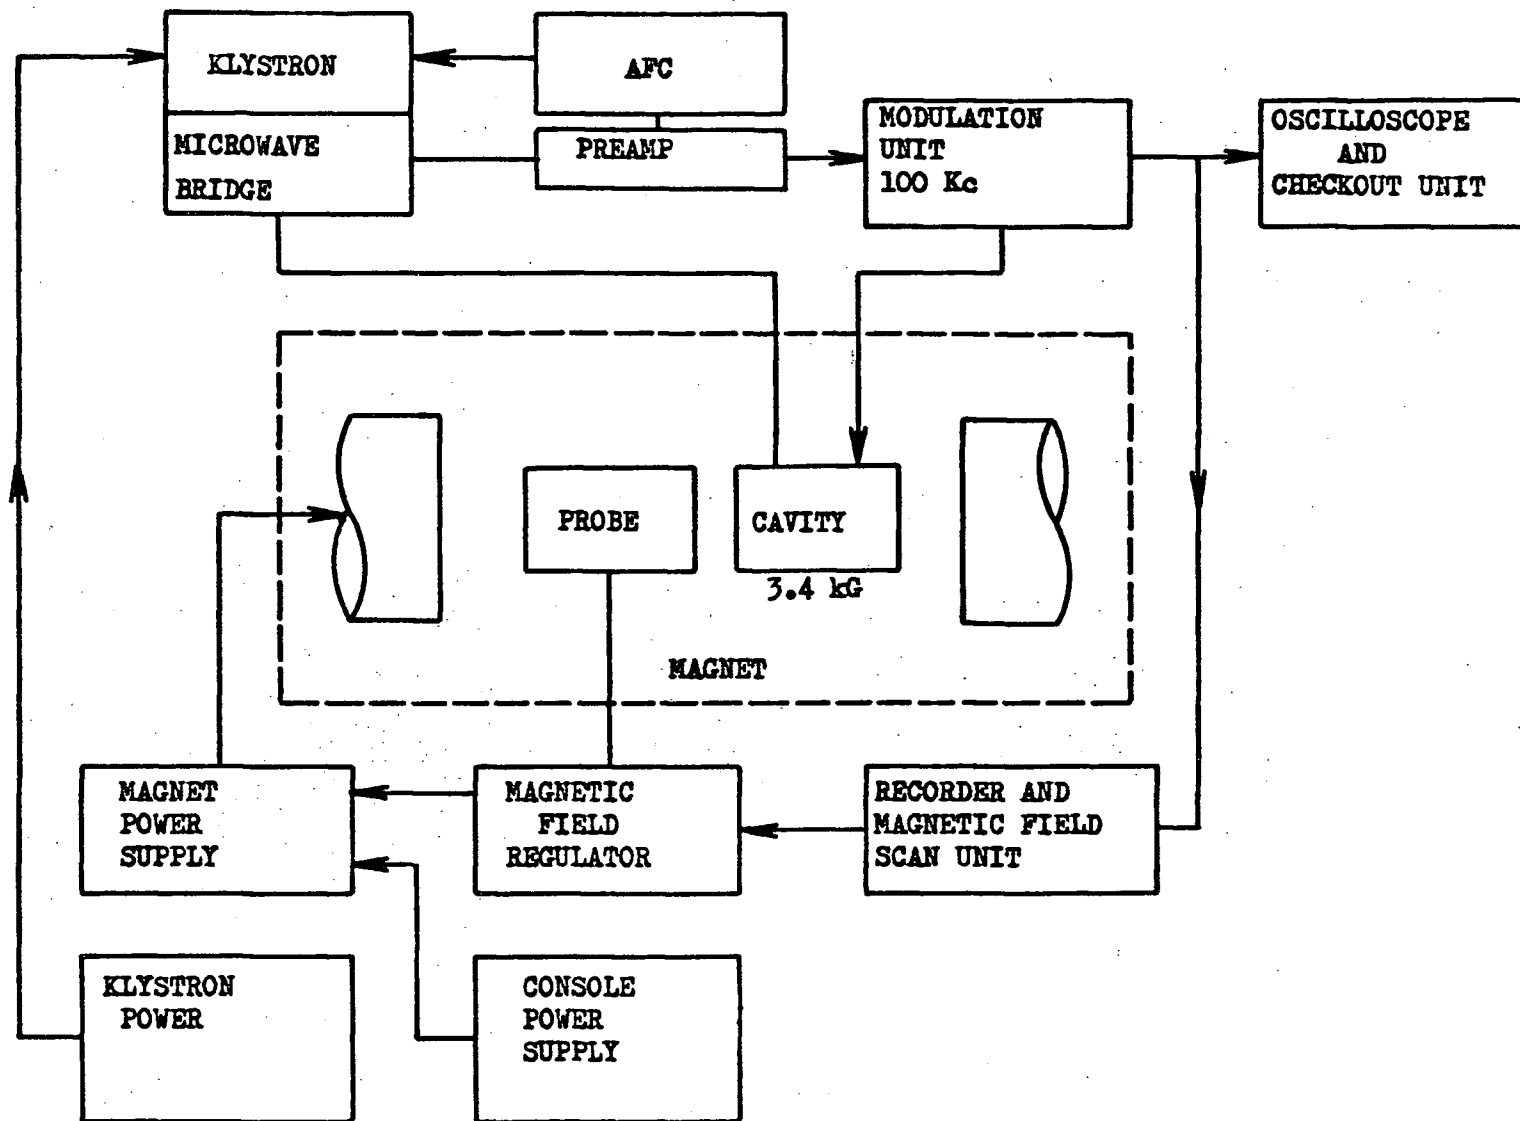 KLYSTRON
MICROWAVE
BRIDGE
AFC
PREAMP
MODULATION
UNIT
100 Kc
OSCILLOSCOPE
AND
CHECKOUT UNIT
PROBE
CAVITY
3.4 kG
MAGNET
MAGNET
POWER
SUPPLY
MAGNETIC
FIELD
REGULATOR
RECORDER AND
MAGNETIC FIELD
SCAN UNIT
KLYSTRON
POWER
CONSOLE
POWER
SUPPLY